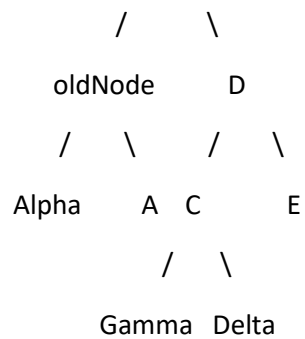 / \
oldNode D
/ \ / \
Alpha A C E
/ \
Gamma Delta